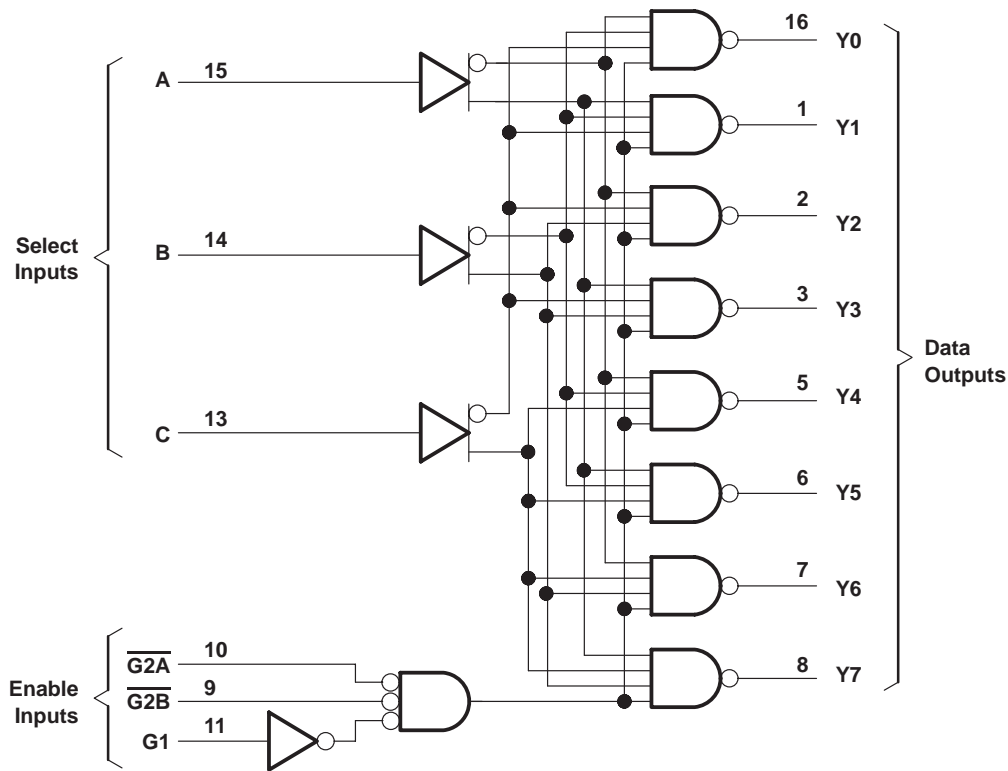 16 Y0
A 15
1 Y1
2 Y2
Select
Inputs
B 14
3 Y3
Data
Outputs
5 Y4
C 13
6 Y5
7 Y6
G2A 10
8 Y7
Enable
Inputs
G2B 9
G1 11